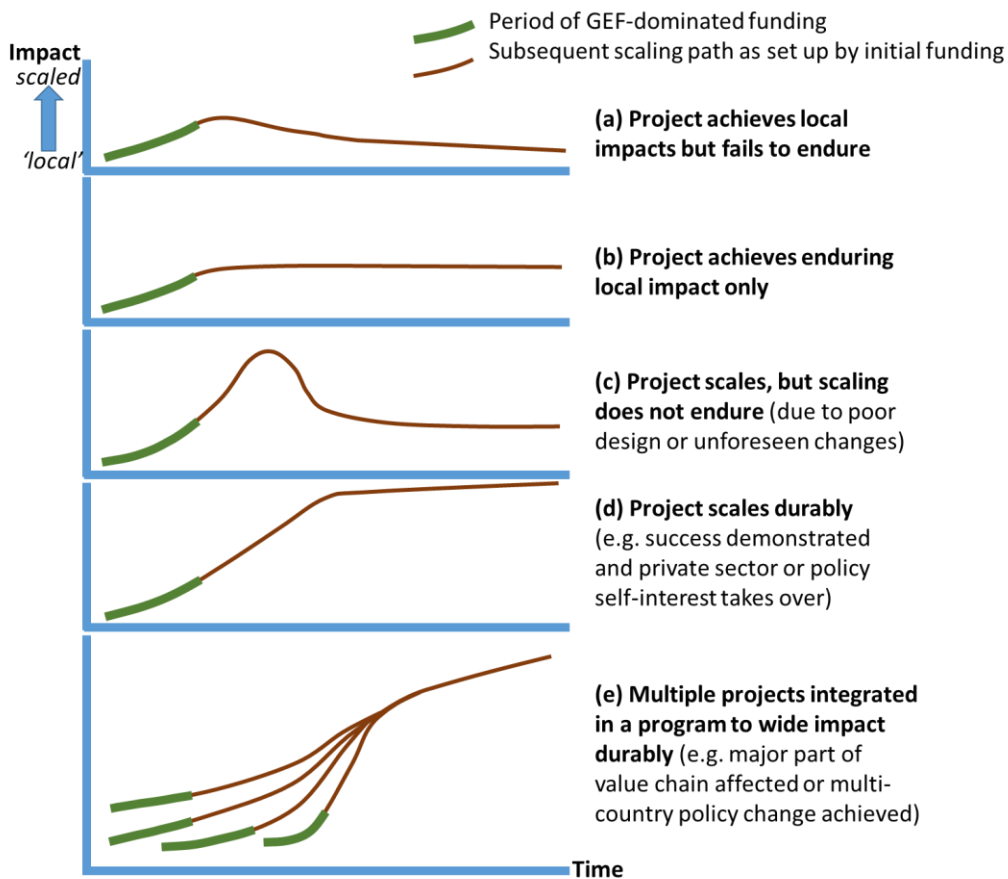 Period of GEF-dominated funding
Subsequent scaling path as set up by initial funding
Impact
scaled
'local'
(a) Project achieves local
impacts but fails to endure
(b) Project achieves enduring
local impact only
(c) Project scales, but scaling
does not endure (due to poor
design or unforeseen changes)
(d) Project scales durably
(e.g. success demonstrated
and private sector or policy
self-interest takes over)
(e) Multiple projects integrated
in a program to wide impact
durably (e.g. major part of
value chain affected or multi-
country policy change achieved)
Time